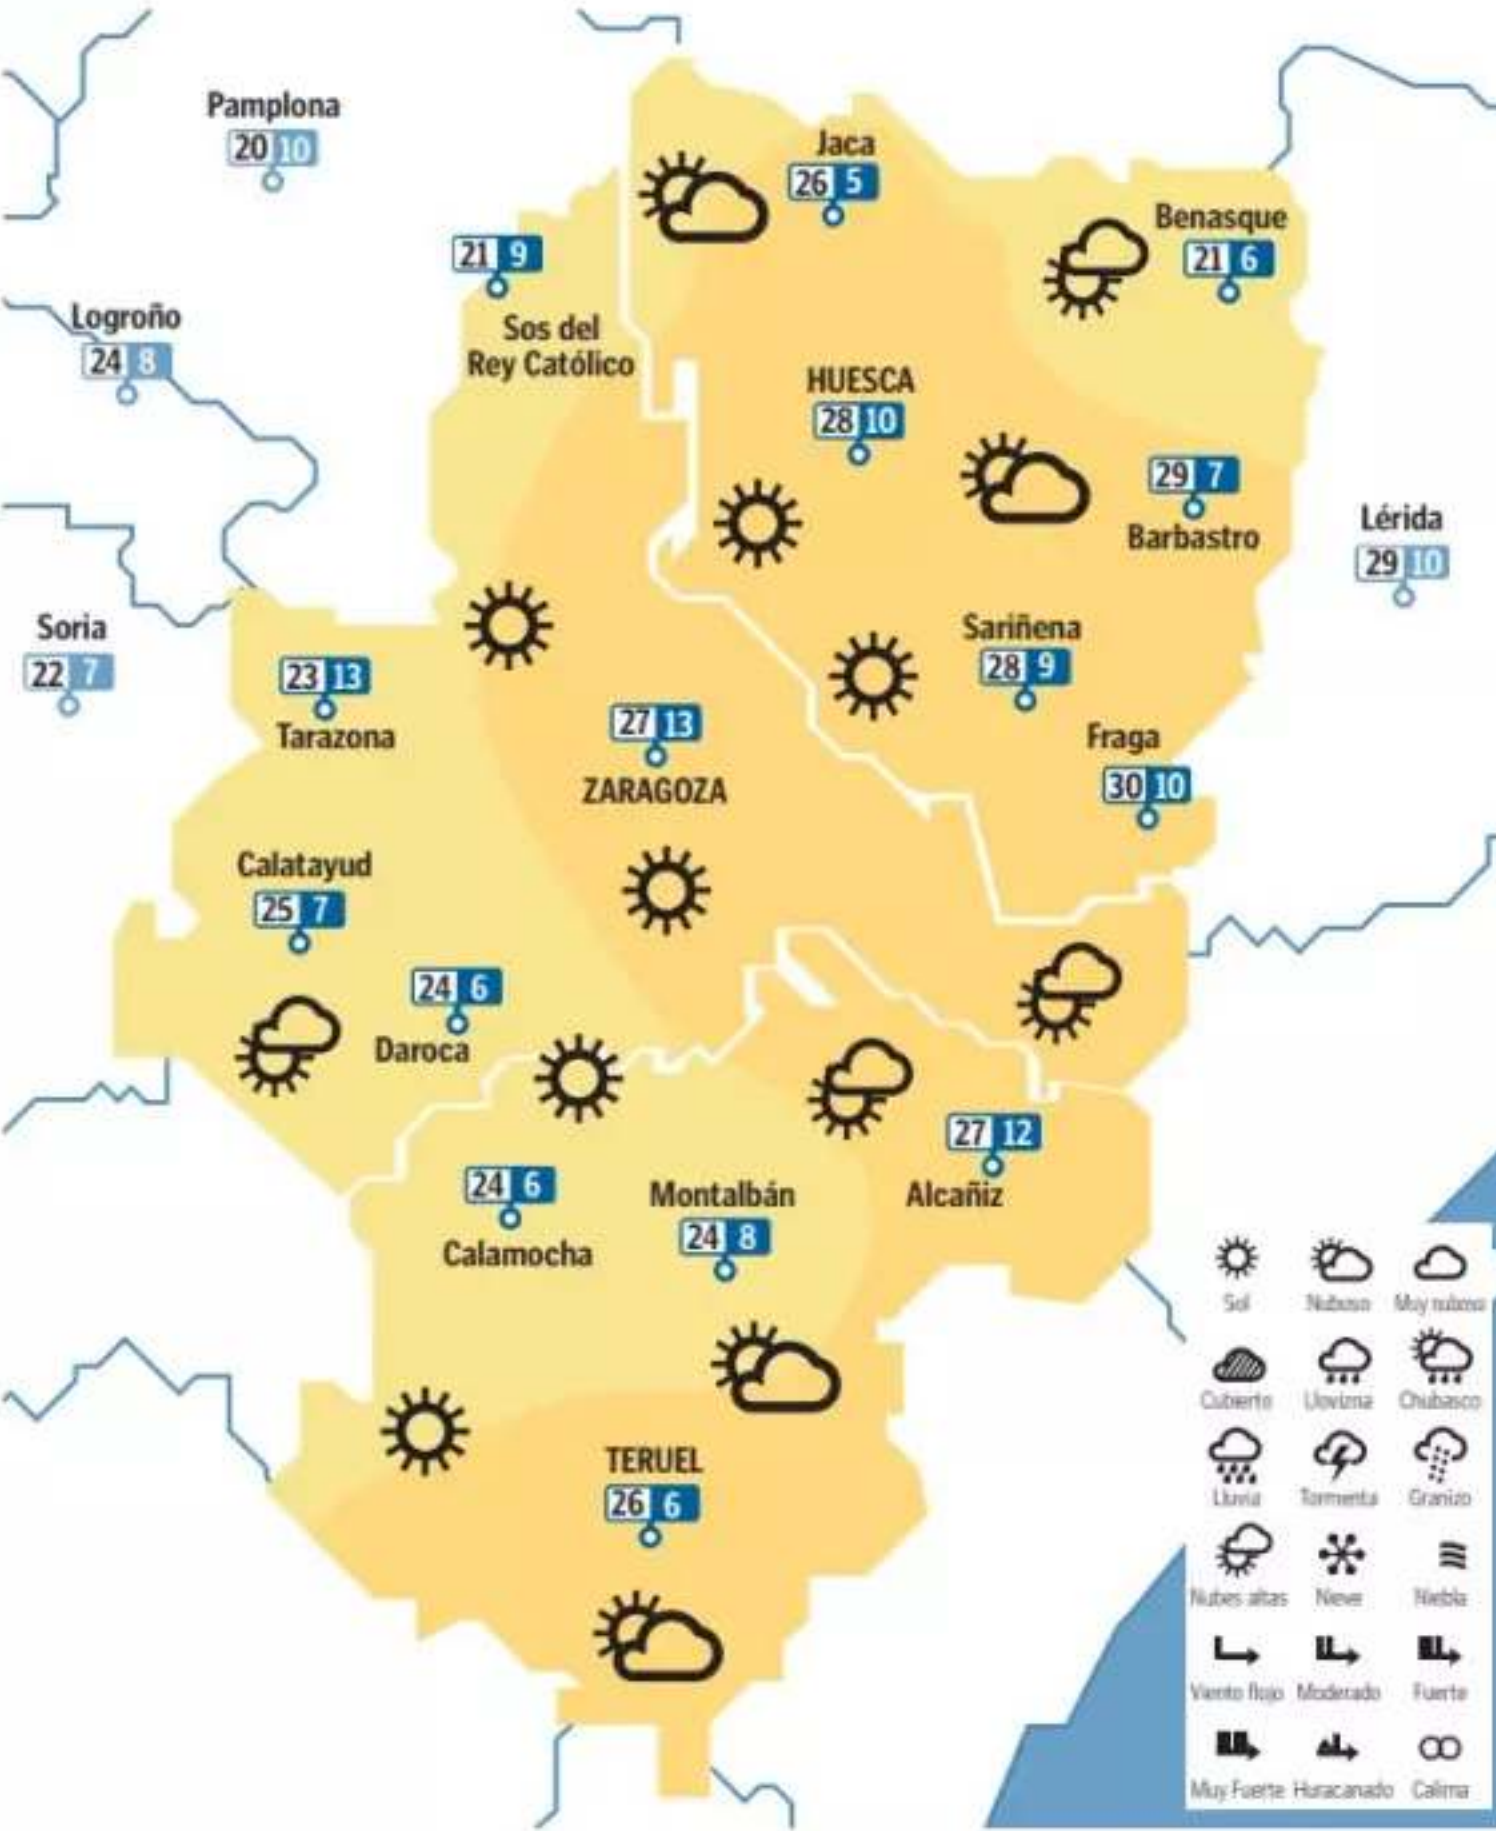 Pamplona
20 10
Jaca
26 5
Benasque
21 6
21 9
Sos del
Rey Católico
Logroño
24 8
HUESCA
28 10
29 7
Barbastro
Lérida
29 10
Soria
22 7
23 13
Tarazona
Sariñena
28 9
27 13
ZARAGOZA
Fraga
30 10
Calatayud
25 7
24 6
Daroca
27 12
Alcañiz
24 6
Calamocha
Montalbán
24 8
TERUEL
26 6
Sol Nuboso Muy nuboso
Cubierto Llovizna Chubasco
Lluvia Tormenta Granizo
Nubes altas Nieve Niebla
Viento flojo Moderado Fuerte
Muy Fuerte Huracanado Calima